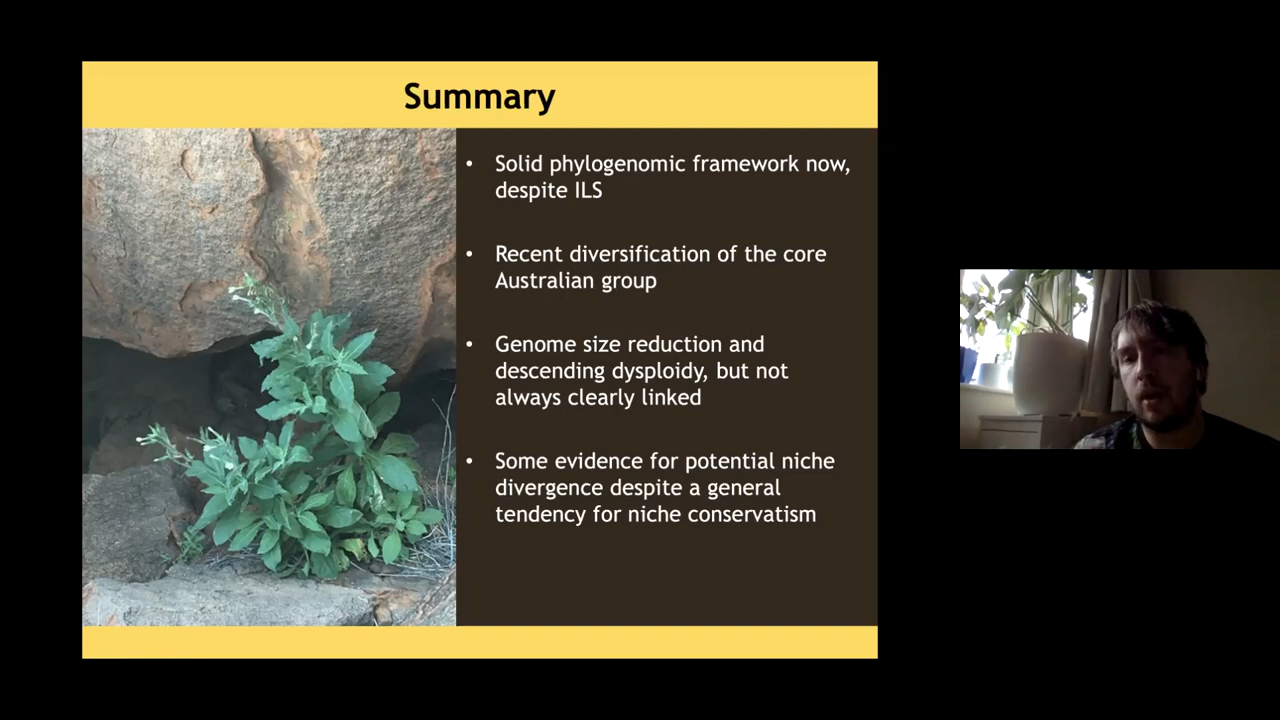 Summary
• Solid phylogenomic framework now,
despite ILS
• Recent diversification of the core
Australian group
• Genome size reduction and
descending dysploidy, but not
always clearly linked
• Some evidence for potential niche
divergence despite a general
tendency for niche conservatism